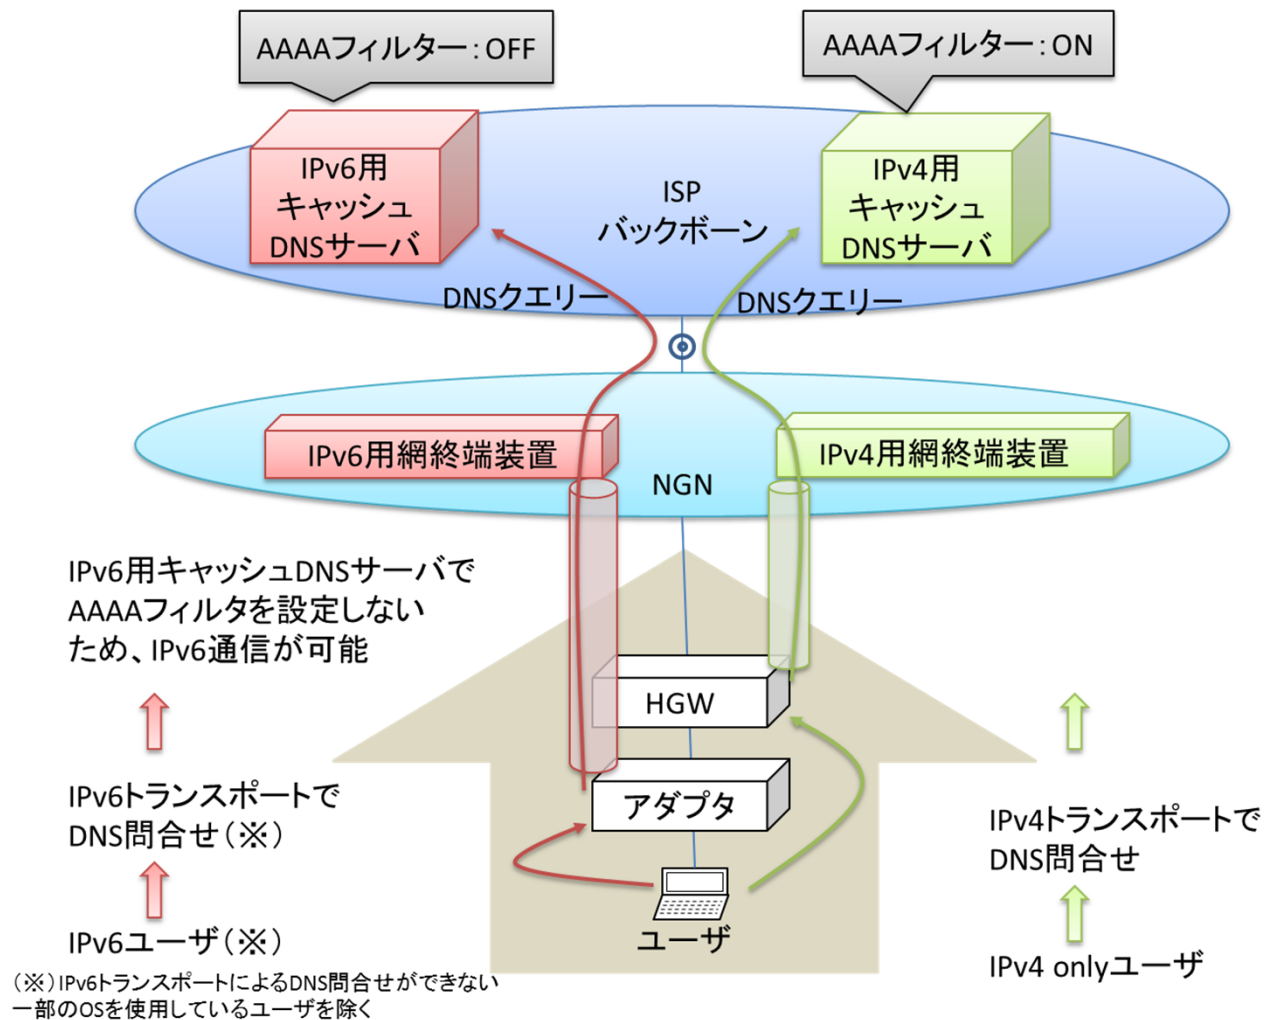 AAAAフィルター：OFF
AAAAフィルター：ON
IPv6用
キャッシュ
DNSサーバ
ISP
バックボーン
IPv4用
キャッシュ
DNSサーバ
DNSクエリー
DNSクエリー
IPv6用網終端装置
IPv4用網終端装置
NGN
IPv6用キャッシュDNSサーバで
AAAAフィルタを設定しない
ため、IPv6通信が可能
HGW
アダプタ
IPv6トランスポートで
DNS問合せ（※）
IPv4トランスポートで
DNS問合せ
ユーザ
IPv6ユーザ（※）
IPv4 onlyユーザ
（※）IPv6トランスポートによるDNS問合せができない
一部のOSを使用しているユーザを除く